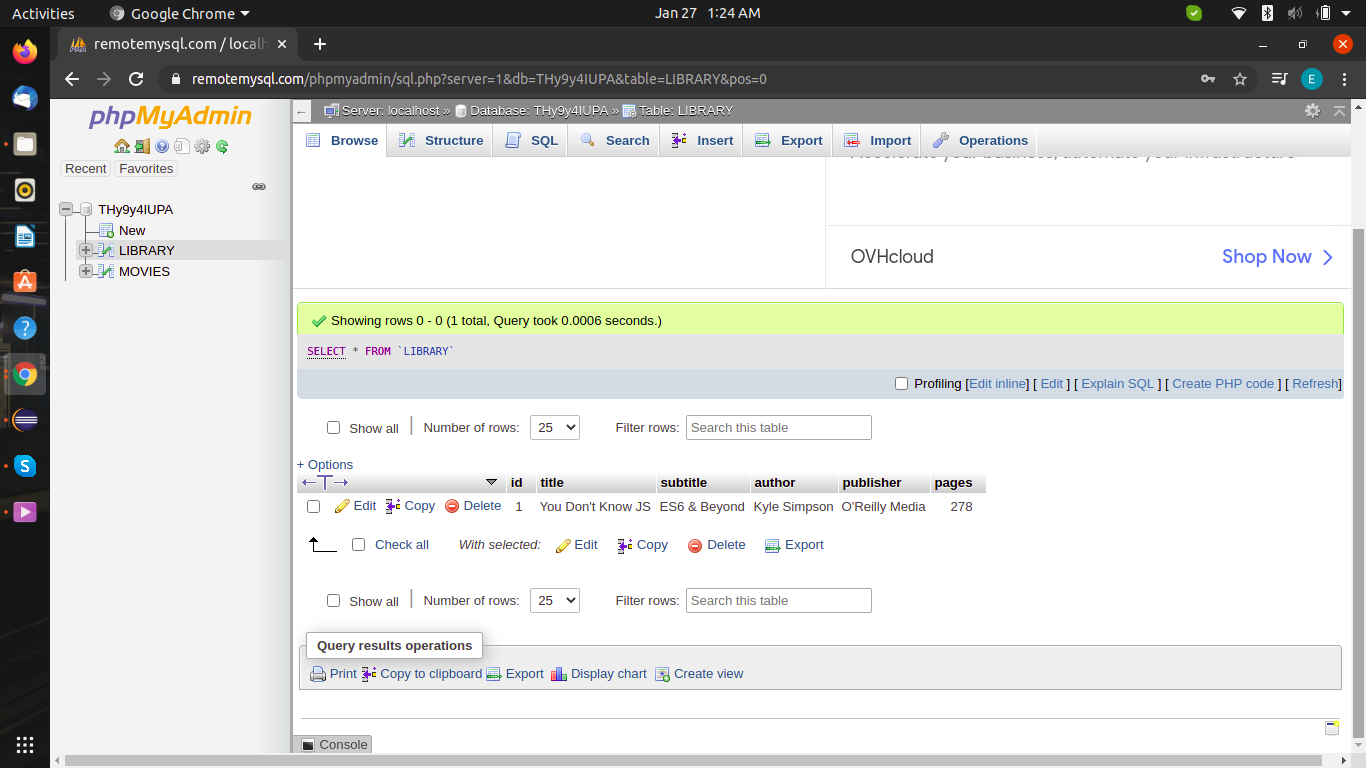 Activities Google Chrome Jan 27 1:24 AM
remotemysql.com / localh
remotemysql.com/phpmyadmin/sql.php?server=1&db=THy9y4IUPA&table=LIBRARY&pos=0 E
phpMyAdmin
Recent Favorites
THy9y4IUPA
New
LIBRARY
MOVIES
Server: localhost » Database: THy9y4IUPA » Table: LIBRARY
Browse Structure SQL Search Insert Export Import Operations
Accelerate your business, automate your infrastructure
OVHcloud Shop Now
Showing rows 0 - 0 (1 total, Query took 0.0006 seconds.)
SELECT * FROM `LIBRARY`
Profiling [Edit inline] [ Edit ] [ Explain SQL ] [ Create PHP code ] [ Refresh]
Show all Number of rows: 25 Filter rows: Search this table
+ Options
id title subtitle author publisher pages
Edit Copy Delete 1 You Don't Know JS ES6 & Beyond Kyle Simpson O'Reilly Media 278
Check all With selected: Edit Copy Delete Export
Show all Number of rows: 25 Filter rows: Search this table
Query results operations
Print Copy to clipboard Export Display chart Create view
Console